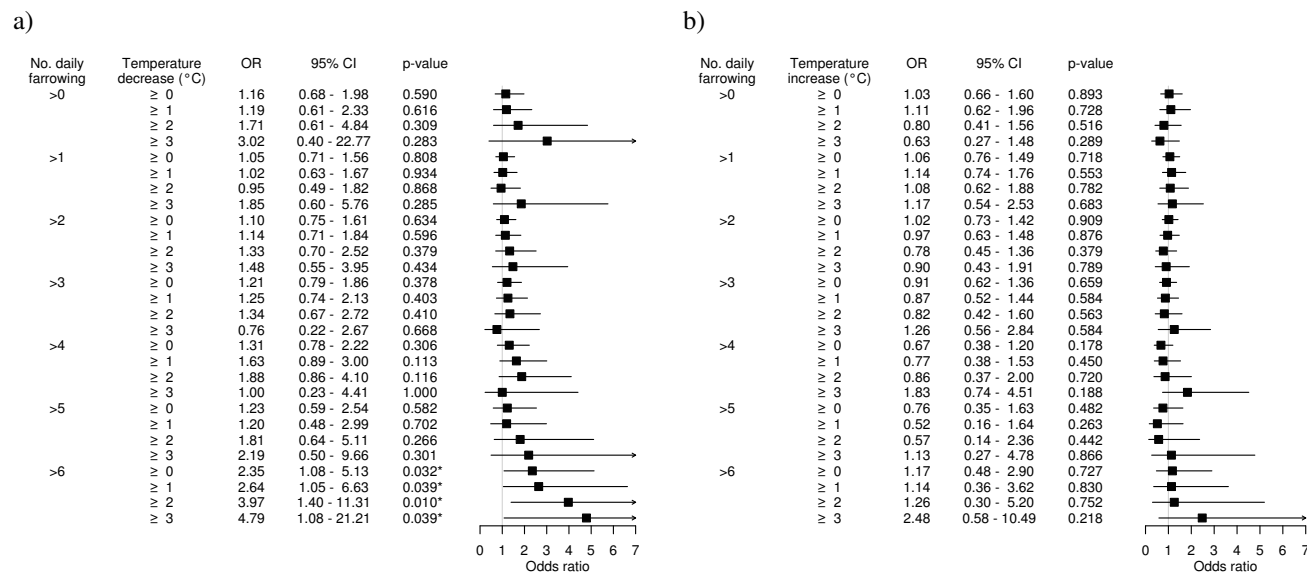 a)
No. daily farrowing Temperature decrease (°C) OR 95% CI p-value
>0 ≥ 0 1.16 0.68 - 1.98 0.590
≥ 1 1.19 0.61 - 2.33 0.616
≥ 2 1.71 0.61 - 4.84 0.309
≥ 3 3.02 0.40 - 22.77 0.283
>1 ≥ 0 1.05 0.71 - 1.56 0.808
≥ 1 1.02 0.63 - 1.67 0.934
≥ 2 0.95 0.49 - 1.82 0.868
≥ 3 1.85 0.60 - 5.76 0.285
>2 ≥ 0 1.10 0.75 - 1.61 0.634
≥ 1 1.14 0.71 - 1.84 0.596
≥ 2 1.33 0.70 - 2.52 0.379
≥ 3 1.48 0.55 - 3.95 0.434
>3 ≥ 0 1.21 0.79 - 1.86 0.378
≥ 1 1.25 0.74 - 2.13 0.403
≥ 2 1.34 0.67 - 2.72 0.410
≥ 3 0.76 0.22 - 2.67 0.668
>4 ≥ 0 1.31 0.78 - 2.22 0.306
≥ 1 1.63 0.89 - 3.00 0.113
≥ 2 1.88 0.86 - 4.10 0.116
≥ 3 1.00 0.23 - 4.41 1.000
>5 ≥ 0 1.23 0.59 - 2.54 0.582
≥ 1 1.20 0.48 - 2.99 0.702
≥ 2 1.81 0.64 - 5.11 0.266
≥ 3 2.19 0.50 - 9.66 0.301
>6 ≥ 0 2.35 1.08 - 5.13 0.032*
≥ 1 2.64 1.05 - 6.63 0.039*
≥ 2 3.97 1.40 - 11.31 0.010*
≥ 3 4.79 1.08 - 21.21 0.039*
0 1 2 3 4 5 6 7
Odds ratio
b)
No. daily farrowing Temperature increase (°C) OR 95% CI p-value
>0 ≥ 0 1.03 0.66 - 1.60 0.893
≥ 1 1.11 0.62 - 1.96 0.728
≥ 2 0.80 0.41 - 1.56 0.516
≥ 3 0.63 0.27 - 1.48 0.289
>1 ≥ 0 1.06 0.76 - 1.49 0.718
≥ 1 1.14 0.74 - 1.76 0.553
≥ 2 1.08 0.62 - 1.88 0.782
≥ 3 1.17 0.54 - 2.53 0.683
>2 ≥ 0 1.02 0.73 - 1.42 0.909
≥ 1 0.97 0.63 - 1.48 0.876
≥ 2 0.78 0.45 - 1.36 0.379
≥ 3 0.90 0.43 - 1.91 0.789
>3 ≥ 0 0.91 0.62 - 1.36 0.659
≥ 1 0.87 0.52 - 1.44 0.584
≥ 2 0.82 0.42 - 1.60 0.563
≥ 3 1.26 0.56 - 2.84 0.584
>4 ≥ 0 0.67 0.38 - 1.20 0.178
≥ 1 0.77 0.38 - 1.53 0.450
≥ 2 0.86 0.37 - 2.00 0.720
≥ 3 1.83 0.74 - 4.51 0.188
>5 ≥ 0 0.76 0.35 - 1.63 0.482
≥ 1 0.52 0.16 - 1.64 0.263
≥ 2 0.57 0.14 - 2.36 0.442
≥ 3 1.13 0.27 - 4.78 0.866
>6 ≥ 0 1.17 0.48 - 2.90 0.727
≥ 1 1.14 0.36 - 3.62 0.830
≥ 2 1.26 0.30 - 5.20 0.752
≥ 3 2.48 0.58 - 10.49 0.218
0 1 2 3 4 5 6 7
Odds ratio